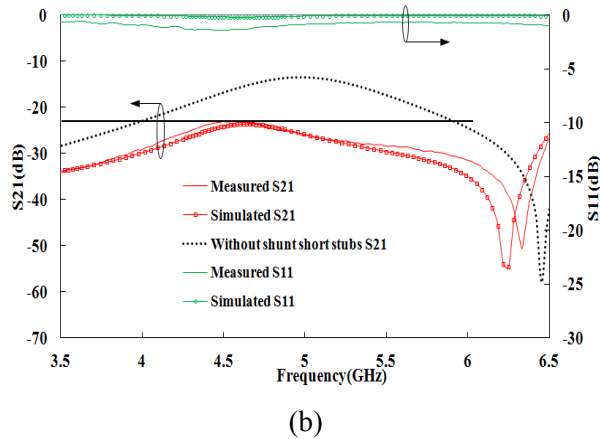 0
-10
-20
-30
-40
-50
-60
-70
S21(dB)
0
-5
-10
-15
-20
-25
-30
S11(dB)
Measured S21
Simulated S21
Without shunt short stubs S21
Measured S11
Simulated S11
3.5 4 4.5 5 5.5 6 6.5
Frequency(GHz)
(b)